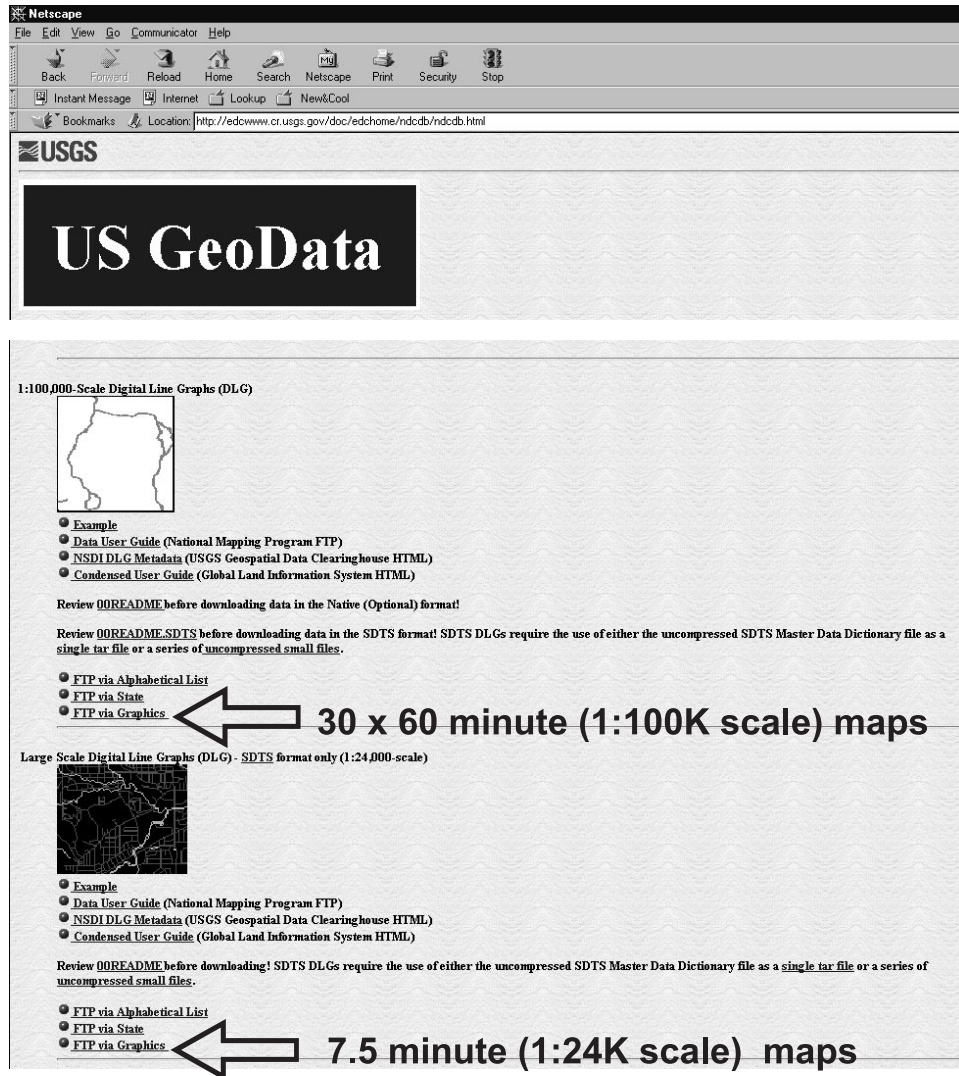 Netscape
File Edit View Go Communicator Help
Back Forward Reload Home Search Netscape Print Security Stop
Instant Message Internet Lookup New&Cool
Bookmarks Location: http://edcwww.cr.usgs.gov/doc/edchome/ndcdb/ndcdb.html
USGS
US GeoData
1:100,000-Scale Digital Line Graphs (DLG)
Example
Data User Guide (National Mapping Program FTP)
NSDI DLG Metadata (USGS Geospatial Data Clearinghouse HTML)
Condensed User Guide (Global Land Information System HTML)
Review 00README before downloading data in the Native (Optional) format!
Review 00README.SDTS before downloading data in the SDTS format! SDTS DLGs require the use of either the uncompressed SDTS Master Data Dictionary file as a
single tar file or a series of uncompressed small files.
FTP via Alphabetical List
FTP via State
FTP via Graphics
30 x 60 minute (1:100K scale) maps
Large Scale Digital Line Graphs (DLG) - SDTS format only (1:24,000-scale)
Example
Data User Guide (National Mapping Program FTP)
NSDI DLG Metadata (USGS Geospatial Data Clearinghouse HTML)
Condensed User Guide (Global Land Information System HTML)
Review 00README before downloading! SDTS DLGs require the use of either the uncompressed SDTS Master Data Dictionary file as a single tar file or a series of
uncompressed small files.
FTP via Alphabetical List
FTP via State
FTP via Graphics
7.5 minute (1:24K scale) maps